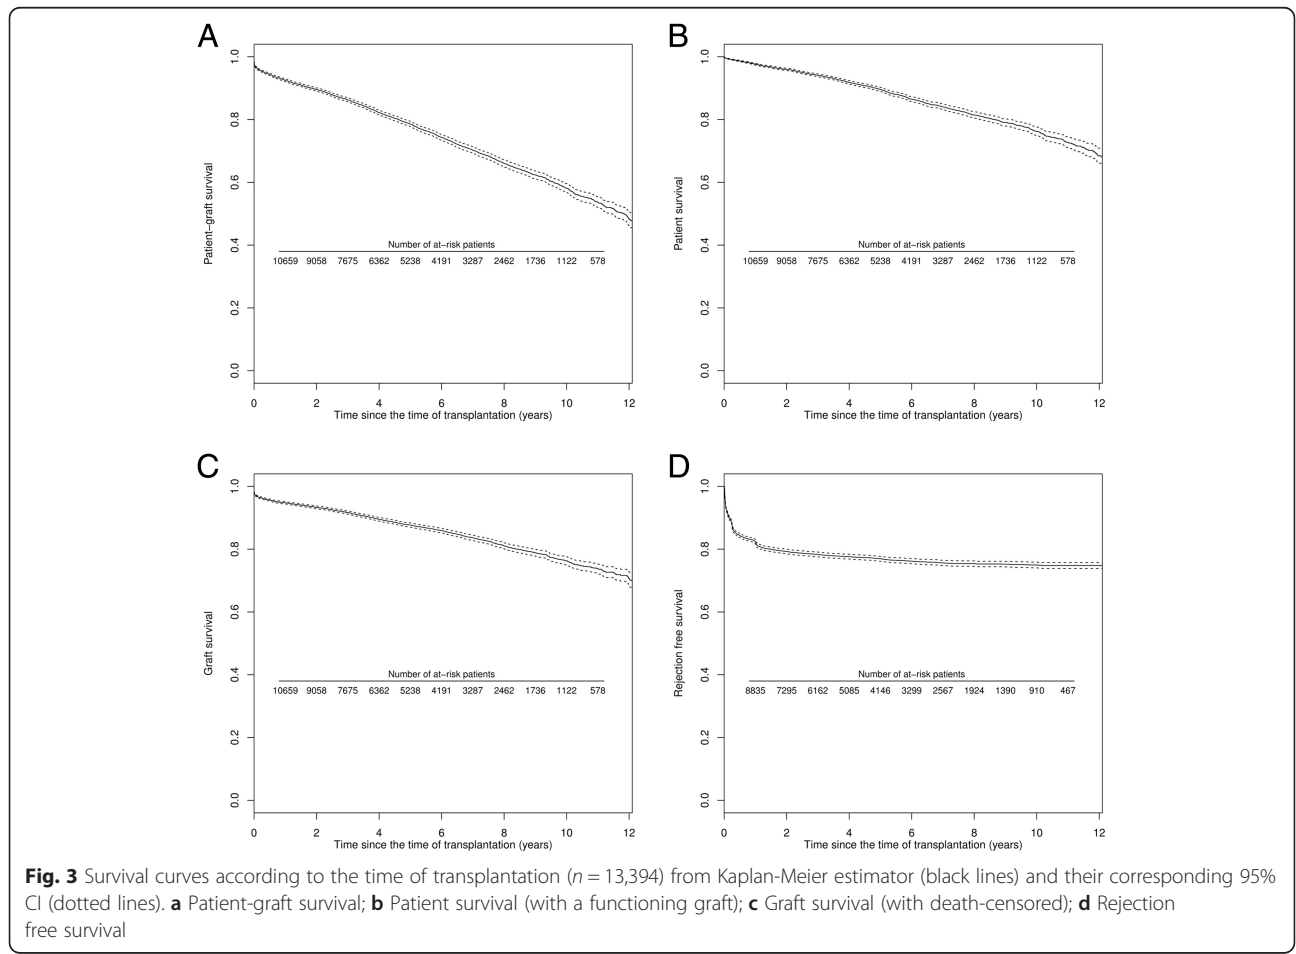 A
1.0
0.8
0.6
0.4
0.2
0.0
Patient−graft survival
Number of at−risk patients
10659 9058 7675 6362 5238 4191 3287 2462 1736 1122 578
0 2 4 6 8 10 12
Time since the time of transplantation (years)
B
1.0
0.8
0.6
0.4
0.2
0.0
Patient survival
Number of at−risk patients
10659 9058 7675 6362 5238 4191 3287 2462 1736 1122 578
0 2 4 6 8 10 12
Time since the time of transplantation (years)
C
1.0
0.8
0.6
0.4
0.2
0.0
Graft survival
Number of at−risk patients
10659 9058 7675 6362 5238 4191 3287 2462 1736 1122 578
0 2 4 6 8 10 12
Time since the time of transplantation (years)
D
1.0
0.8
0.6
0.4
0.2
0.0
Rejection free survival
Number of at−risk patients
8835 7295 6162 5085 4146 3299 2567 1924 1390 910 467
0 2 4 6 8 10 12
Time since the time of transplantation (years)
Fig. 3 Survival curves according to the time of transplantation (n = 13,394) from Kaplan-Meier estimator (black lines) and their corresponding 95%
CI (dotted lines). a Patient-graft survival; b Patient survival (with a functioning graft); c Graft survival (with death-censored); d Rejection
free survival